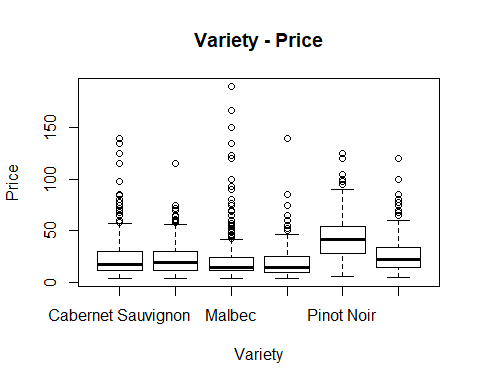 Variety - Price
Price
0
50
100
150
Cabernet Sauvignon Malbec Pinot Noir
Variety